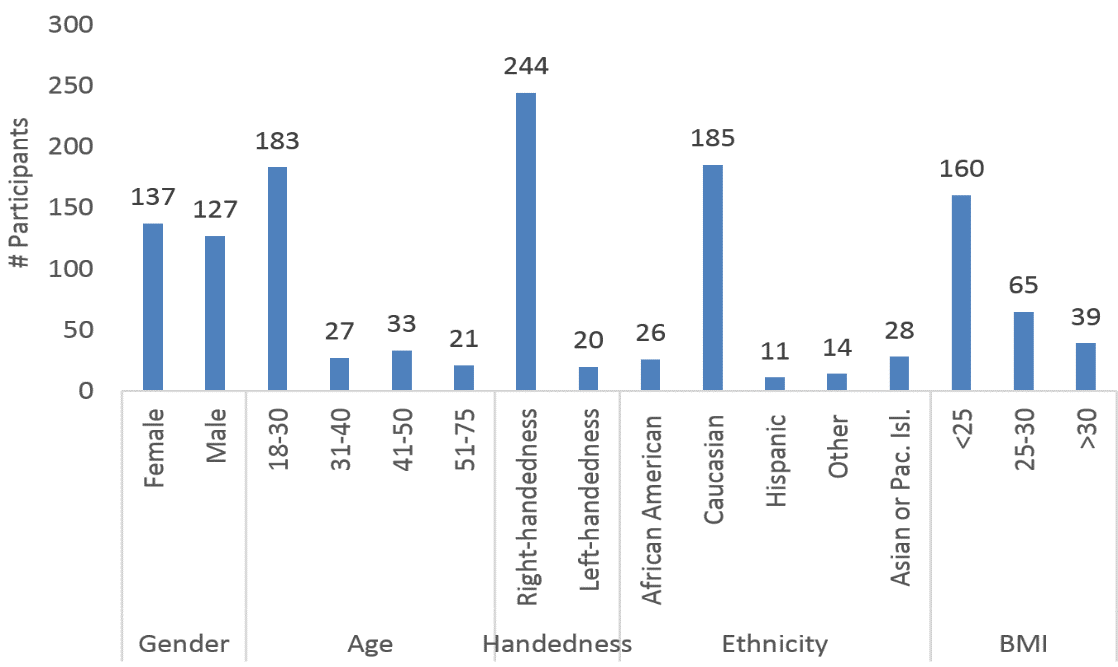 300
250
200
150
100
50
0
# Participants
137
127
183
27
33
21
244
20
26
185
11
14
28
160
65
39
Female
Male
18-30
31-40
41-50
51-75
Right-handedness
Left-handedness
African American
Caucasian
Hispanic
Other
Asian or Pac. Isl.
<25
25-30
>30
Gender
Age
Handedness
Ethnicity
BMI